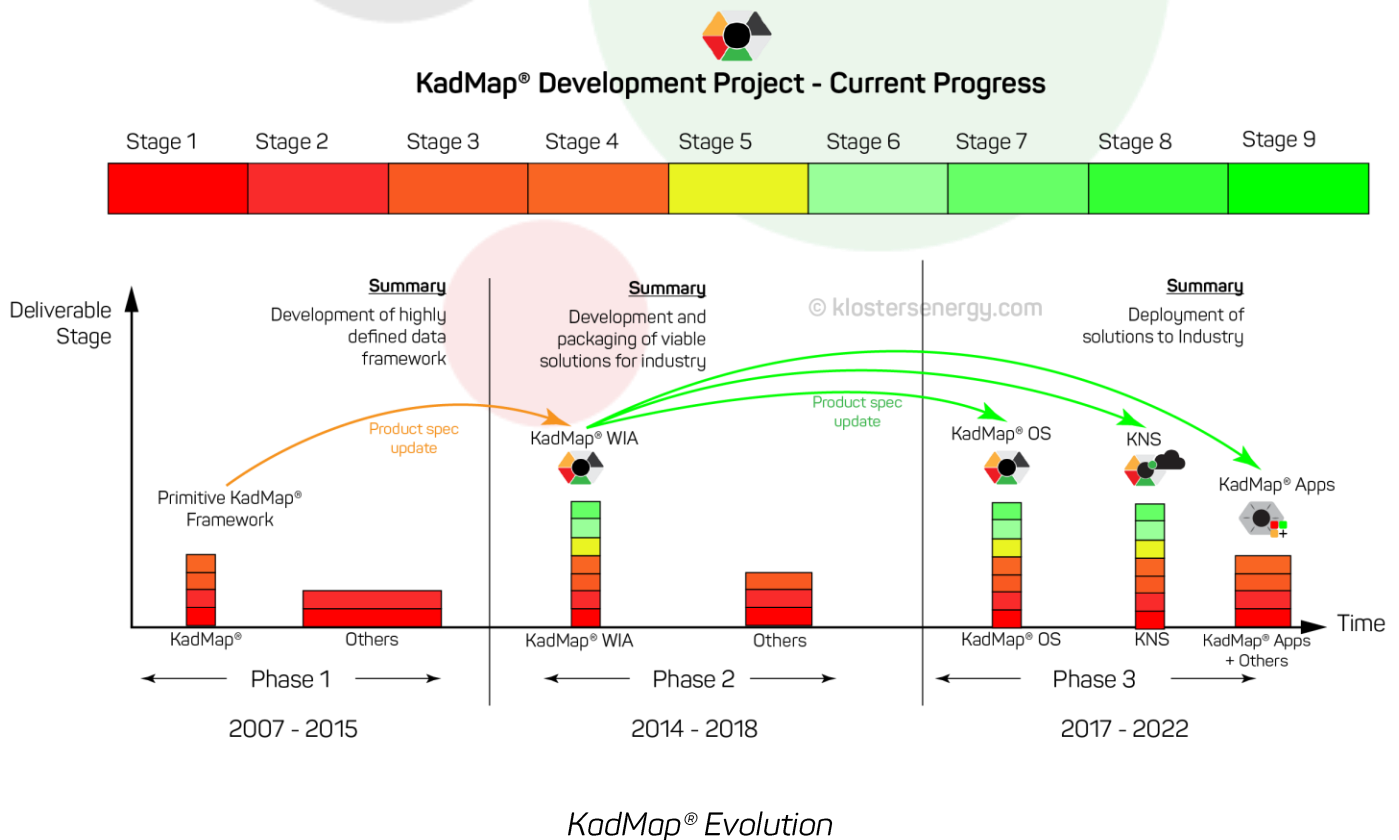 KadMap® Development Project - Current Progress
Stage 1
Stage 2
Stage 3
Stage 4
Stage 5
Stage 6
Stage 7
Stage 8
Stage 9
Deliverable
Stage
Summary
Development of highly
defined data
framework
Summary
Development and
packaging of viable
solutions for industry
© klostersenergy.com
Summary
Deployment of
solutions to Industry
Product spec
update
Product spec
update
Primitive KadMap®
Framework
KadMap® WIA
KadMap® OS
KNS
KadMap® Apps
+
KadMap®
Others
KadMap® WIA
Others
KadMap® OS
KNS
KadMap® Apps
+ Others
Time
Phase 1
Phase 2
Phase 3
2007 - 2015
2014 - 2018
2017 - 2022
KadMap® Evolution